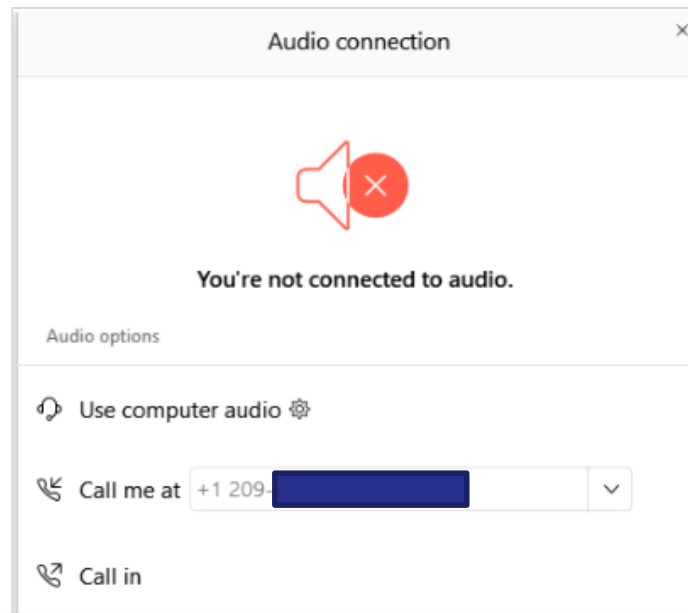 Audio connection
You're not connected to audio.
Audio options
Use computer audio
Call me at +1 209-
Call in